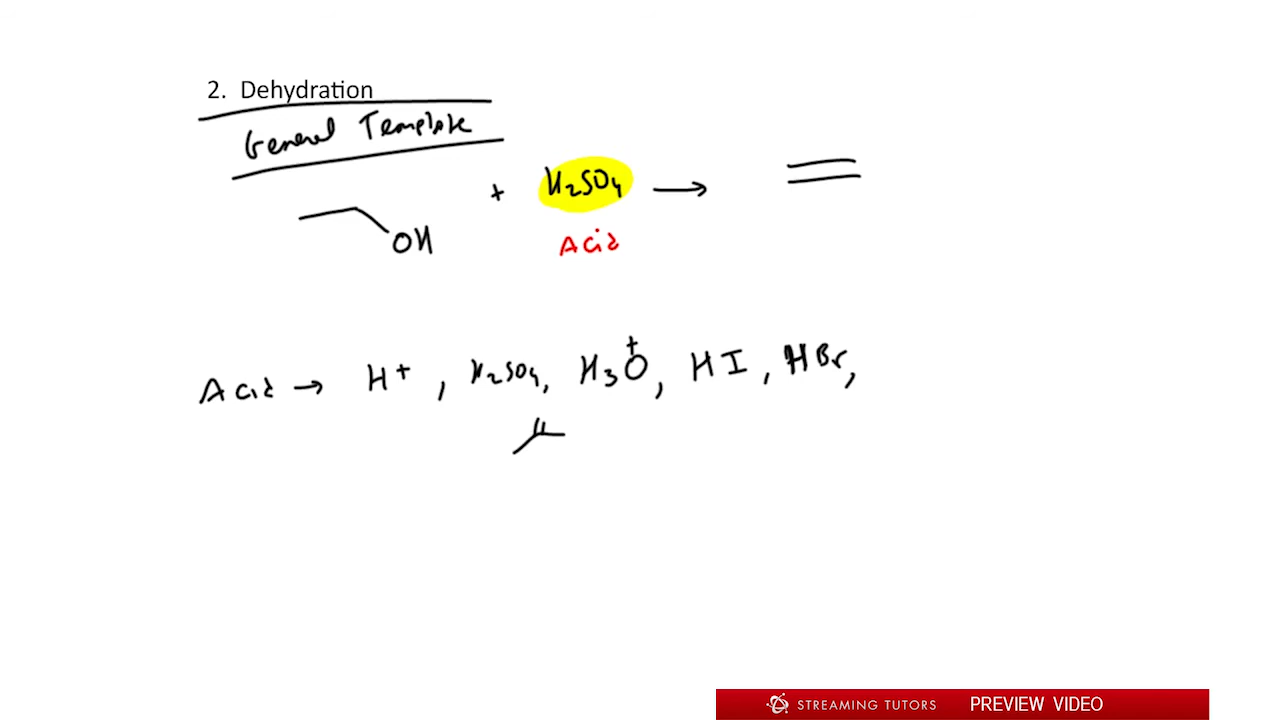 2. Dehydration
General Template
+ H₂SO₄ →
OH
Acid
Acid → H⁺, H₂SO₄, H₃O⁺, HI, HBr,
STREAMING TUTORS PREVIEW VIDEO